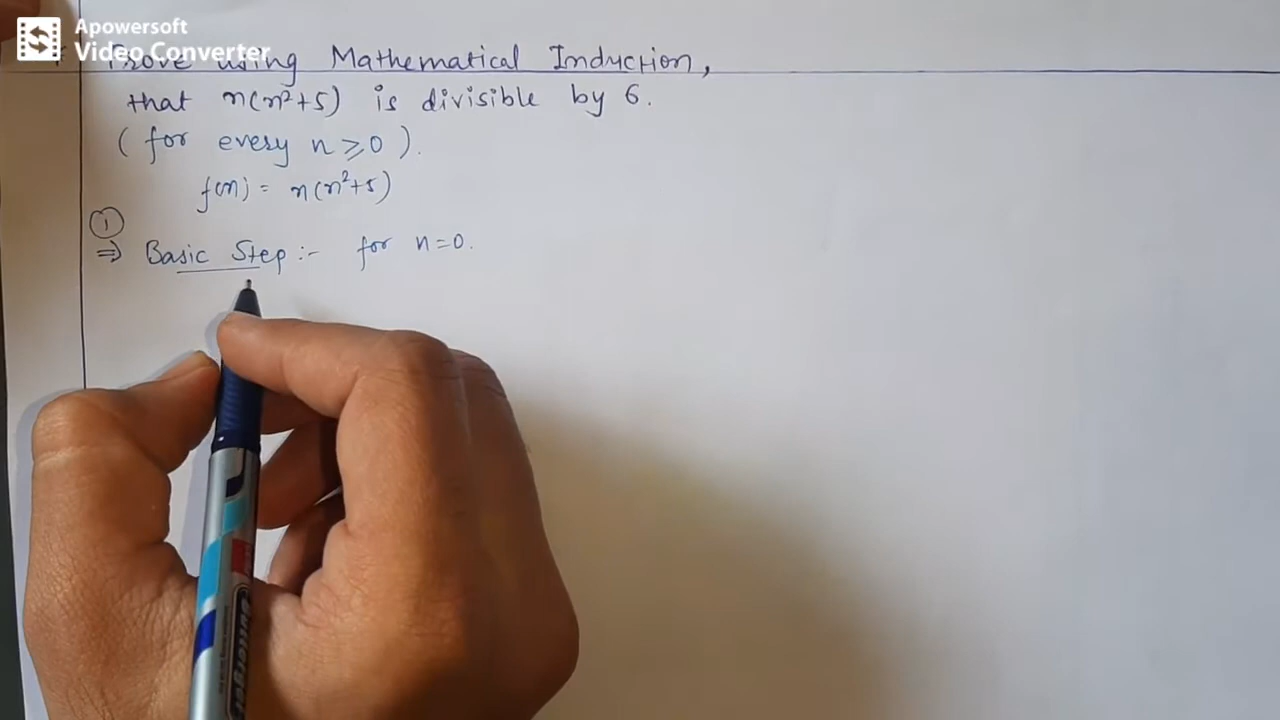 Apowersoft
Video Converter
Prove using Mathematical Induction,
that n(n²+5) is divisible by 6.
(for every n ⩾ 0).
f(n) = n(n²+5)
①
⇒ Basic Step :- for n=0.